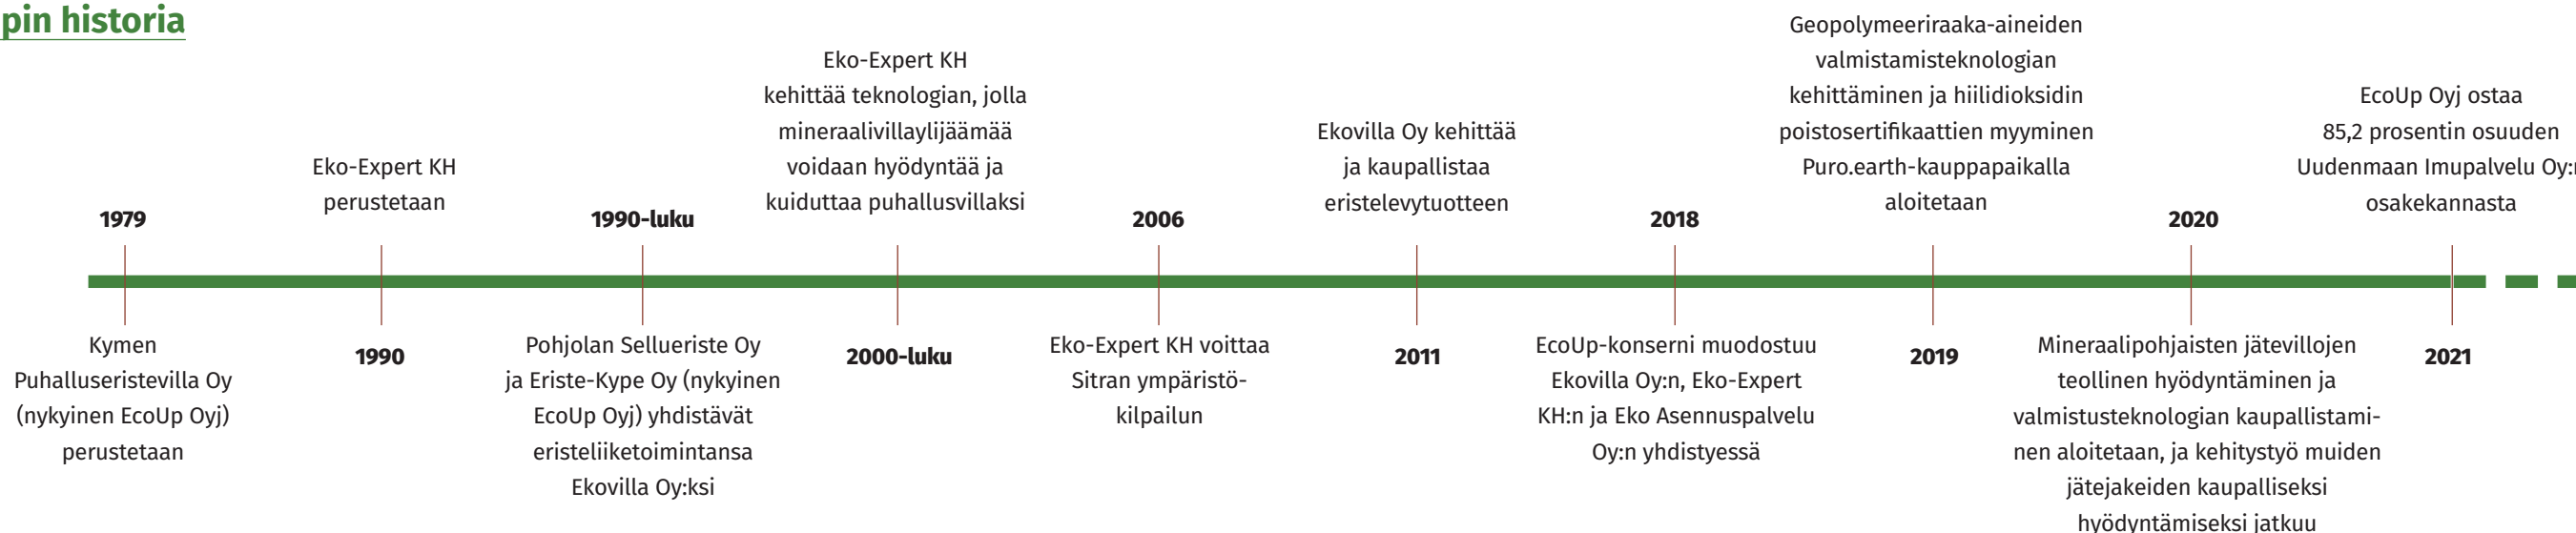 pin historia
1979
Kymen
Puhalluseristevilla Oy
(nykyinen EcoUp Oyj)
perustetaan
Eko-Expert KH
perustetaan
1990
1990-luku
Pohjolan Sellueriste Oy
ja Eriste-Kype Oy (nykyinen
EcoUp Oyj) yhdistävät
eristeliiketoimintansa
Ekovilla Oy:ksi
Eko-Expert KH
kehittää teknologian, jolla
mineraalivillaylijäämää
voidaan hyödyntää ja
kuiduttaa puhallusvillaksi
2000-luku
2006
Eko-Expert KH voittaa
Sitran ympäristö-
kilpailun
Ekovilla Oy kehittää
ja kaupallistaa
eristelevytuotteen
2011
2018
EcoUp-konserni muodostuu
Ekovilla Oy:n, Eko-Expert
KH:n ja Eko Asennuspalvelu
Oy:n yhdistyessä
Geopolymeeriraaka-aineiden
valmistamisteknologian
kehittäminen ja hiilidioksidin
poistosertifikaattien myyminen
Puro.earth-kauppapaikalla
aloitetaan
2019
2020
Mineraalipohjaisten jätevillojen
teollinen hyödyntäminen ja
valmistusteknologian kaupallistami-
nen aloitetaan, ja kehitystyö muiden
jätejakeiden kaupalliseksi
hyödyntämiseksi jatkuu
EcoUp Oyj ostaa
85,2 prosentin osuuden
Uudenmaan Imupalvelu Oy:n
osakekannasta
2021